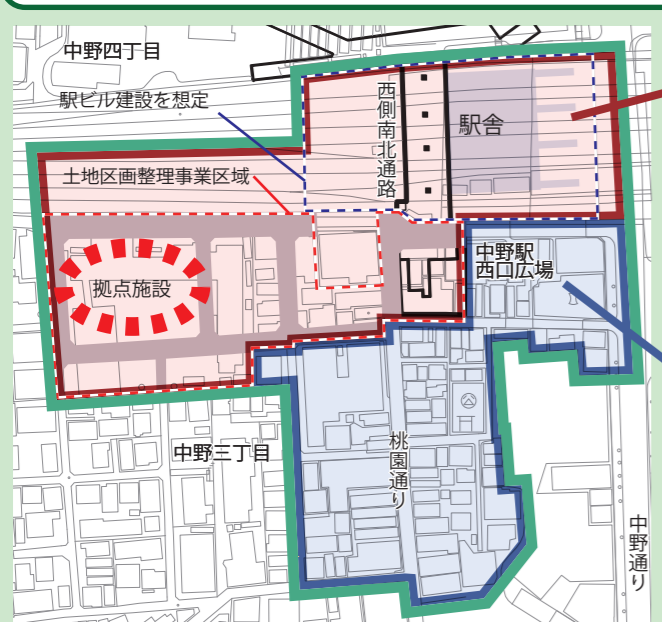 中野四丁目
駅ビル建設を想定
西側南北通路
駅舎
土地区画整理事業区域
拠点施設
中野駅
西口広場
中野三丁目
桃園通り
中野通り